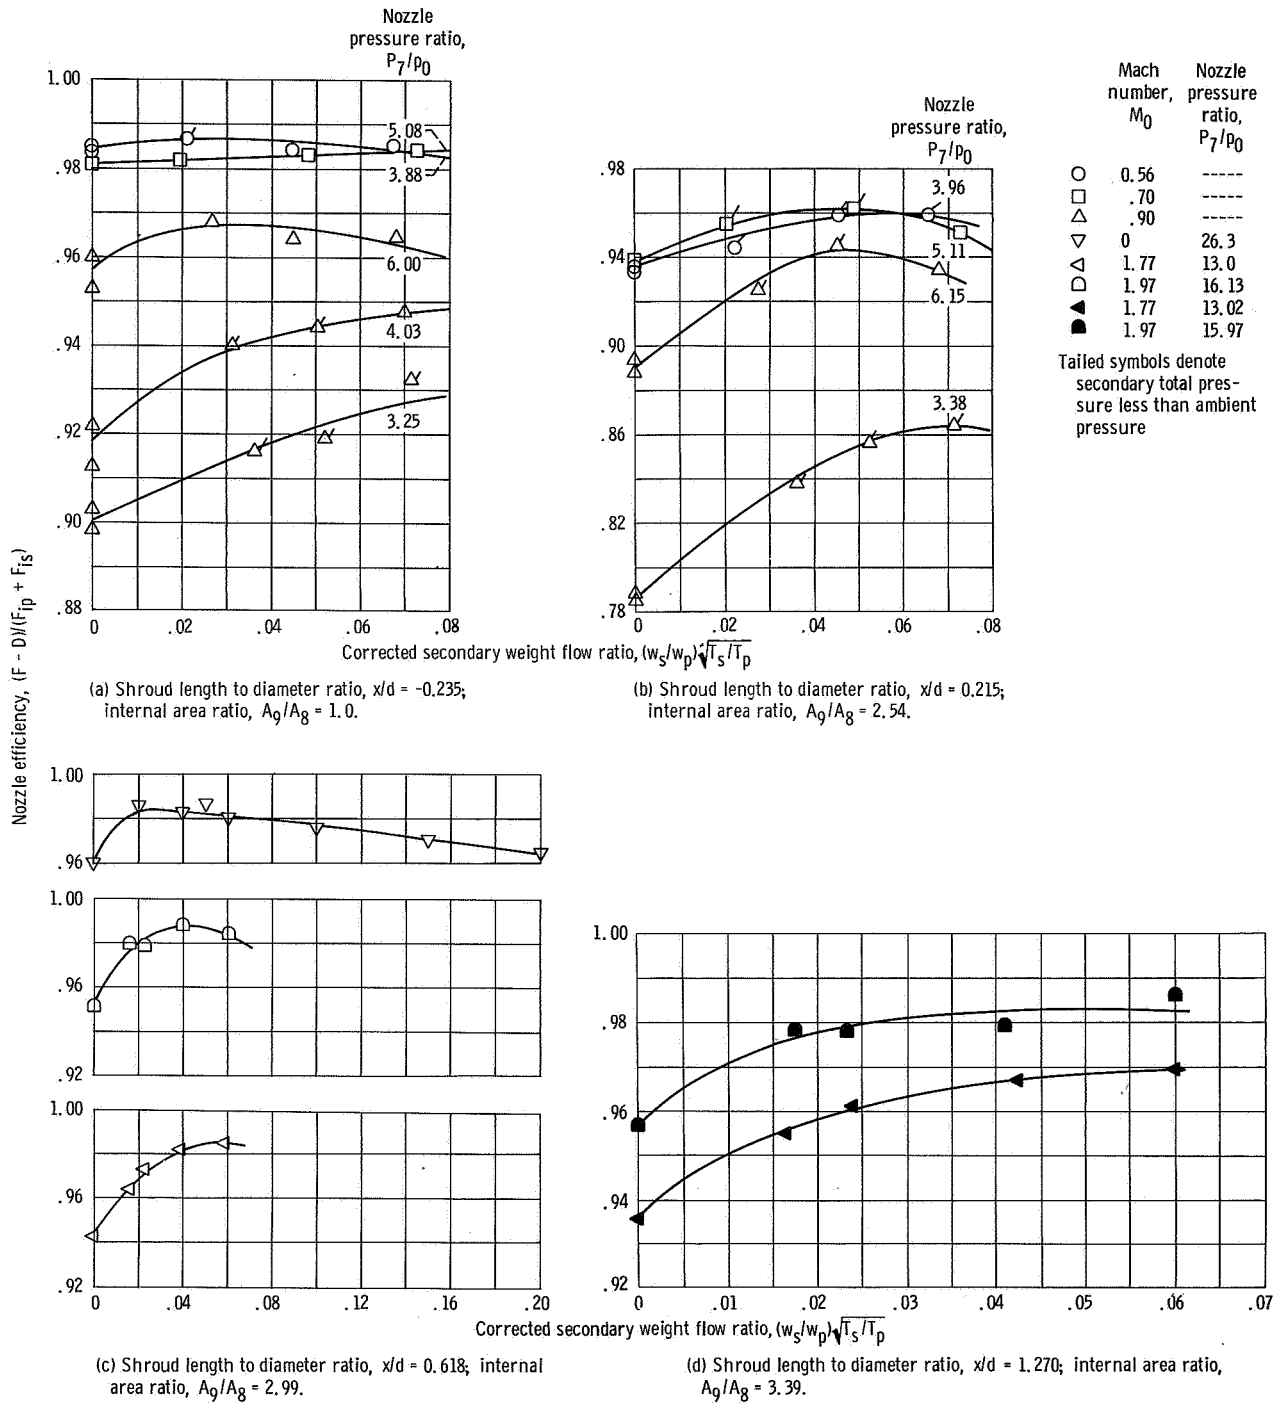 Nozzle
pressure ratio,
P7/p0
1.00
.98
.96
.94
.92
.90
.88
5.08
3.88
6.00
4.03
3.25
0 .02 .04 .06 .08
Nozzle
pressure ratio,
P7/p0
.98
.94
.90
.86
.82
.78
3.96
5.11
6.15
3.38
0 .02 .04 .06 .08
Mach number, M0
Nozzle pressure ratio, P7/p0
0.56 -----
.70 -----
.90 -----
0 26.3
1.77 13.0
1.97 16.13
1.77 13.02
1.97 15.97
Tailed symbols denote
secondary total pres-
sure less than ambient
pressure
Corrected secondary weight flow ratio, (ws/wp)√Ts/Tp
(a) Shroud length to diameter ratio, x/d = -0.235;
internal area ratio, A9/A8 = 1.0.
(b) Shroud length to diameter ratio, x/d = 0.215;
internal area ratio, A9/A8 = 2.54.
Nozzle efficiency, (F - D)/(Fip + Fis)
1.00
.96
1.00
.96
.92
1.00
.96
.92
0 .04 .08 .12 .16 .20
1.00
.98
.96
.94
.92
0 .01 .02 .03 .04 .05 .06 .07
Corrected secondary weight flow ratio, (ws/wp)√Ts/Tp
(c) Shroud length to diameter ratio, x/d = 0.618; internal
area ratio, A9/A8 = 2.99.
(d) Shroud length to diameter ratio, x/d = 1.270; internal area ratio,
A9/A8 = 3.39.